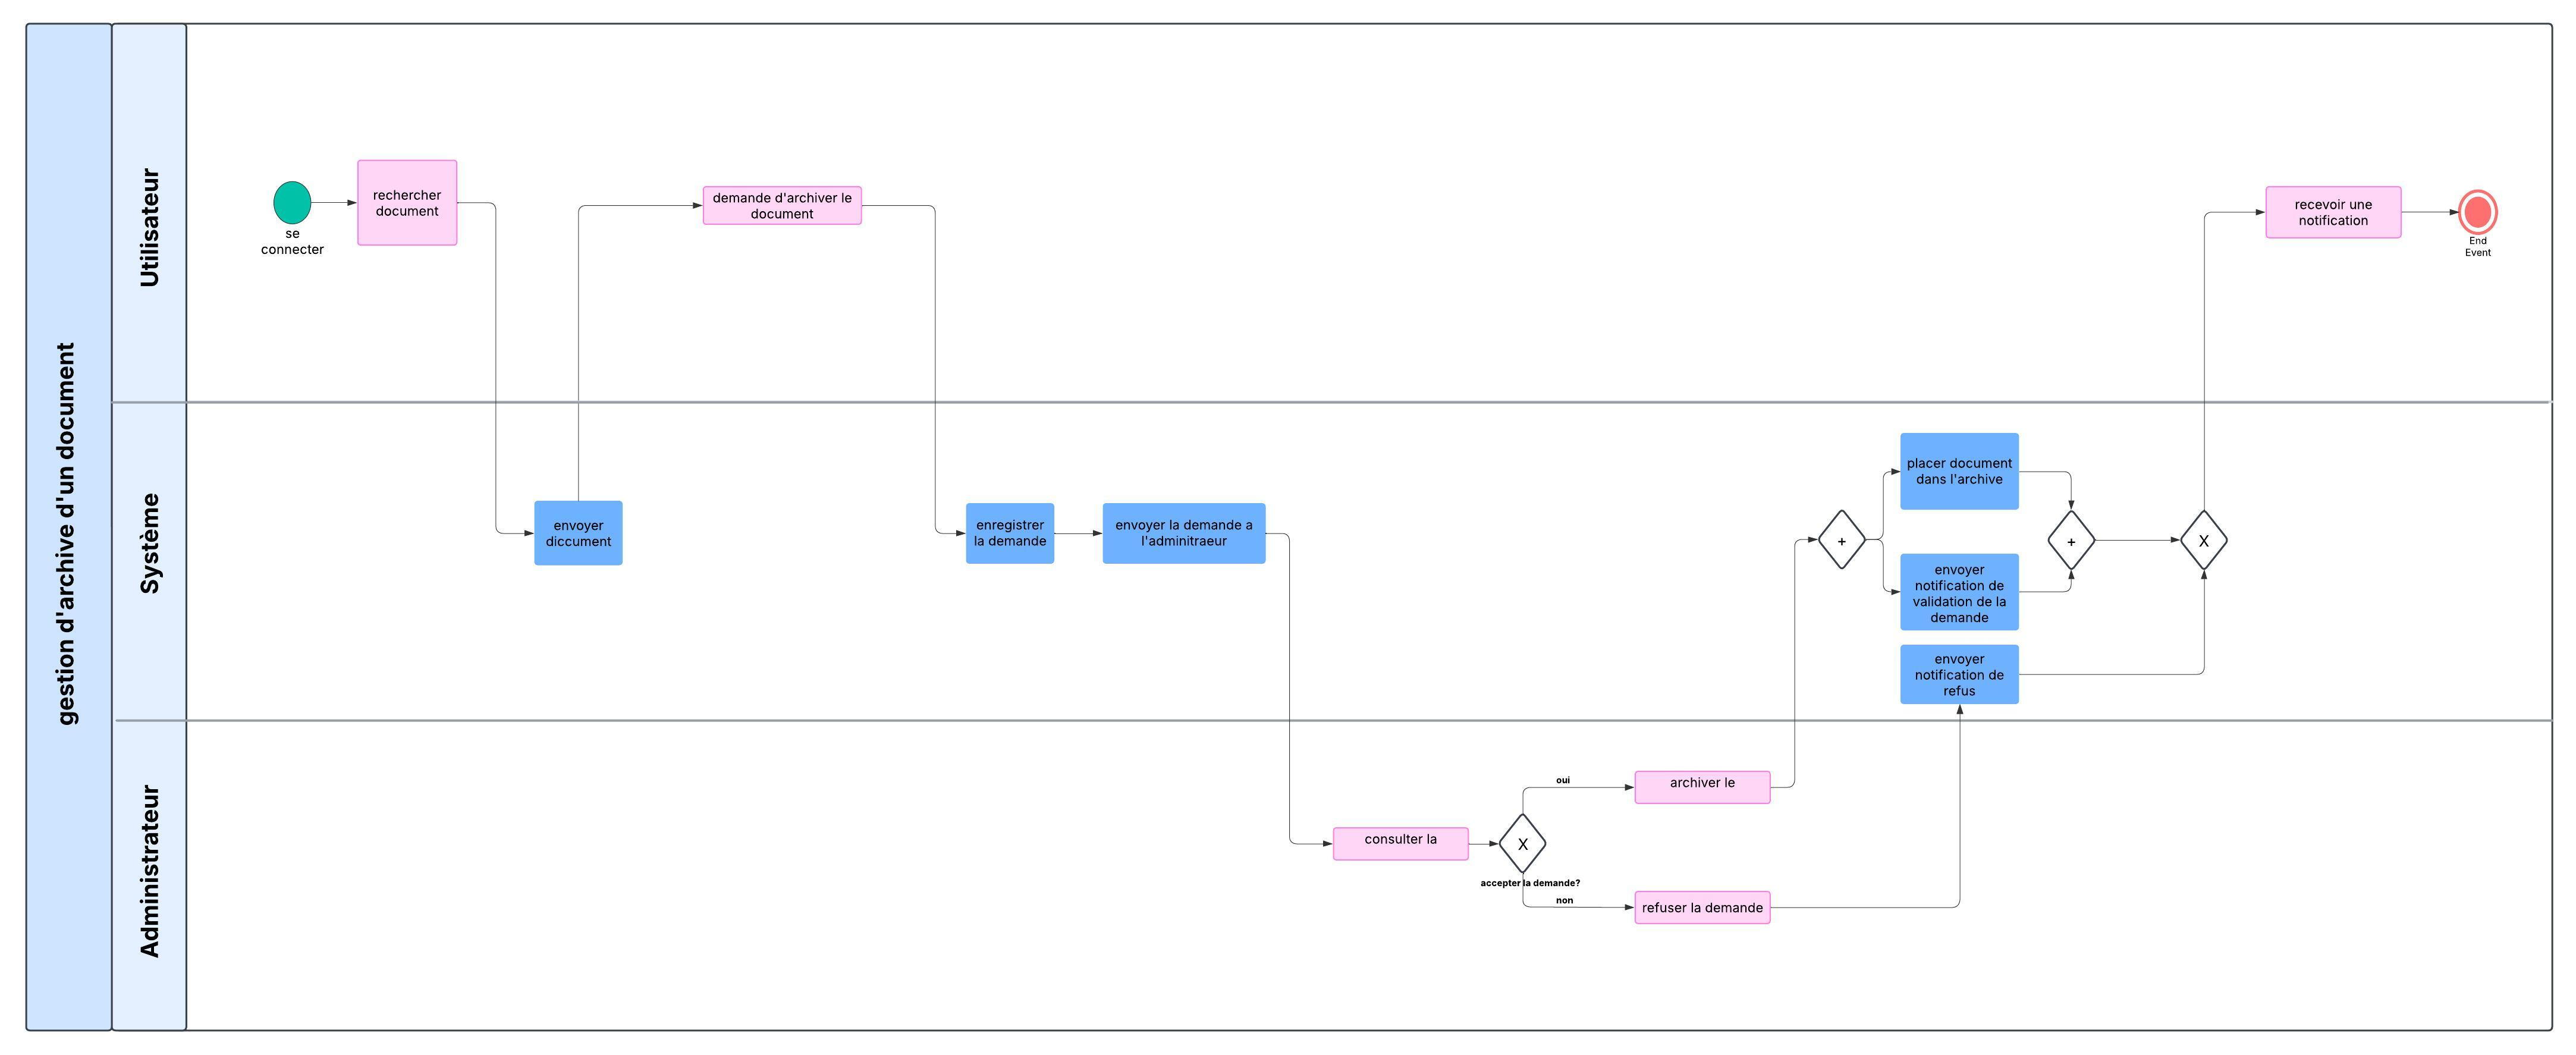 gestion d'archive d'un document
Utilisateur
se
connecter
rechercher
document
demande d'archiver le
document
recevoir une
notification
End
Event
Système
envoyer
diccument
enregistrer
la demande
envoyer la demande a
l'adminitraeur
+
placer document
dans l'archive
envoyer
notification de
validation de la
demande
envoyer
notification de
refus
+
X
Administrateur
consulter la
X
accepter la demande?
oui
non
archiver le
refuser la demande